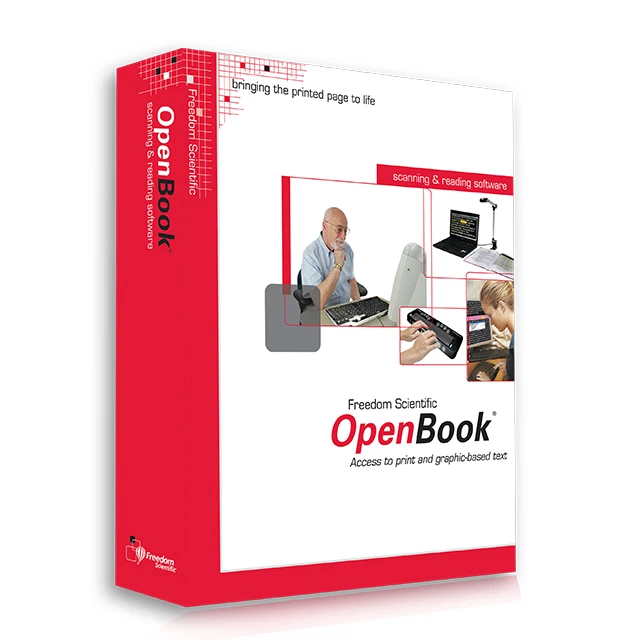 Freedom Scientific
OpenBook®
scanning & reading software
Freedom
Scientific
bringing the printed page to life
scanning & reading software
Freedom Scientific
OpenBook®
Access to print and graphic-based text